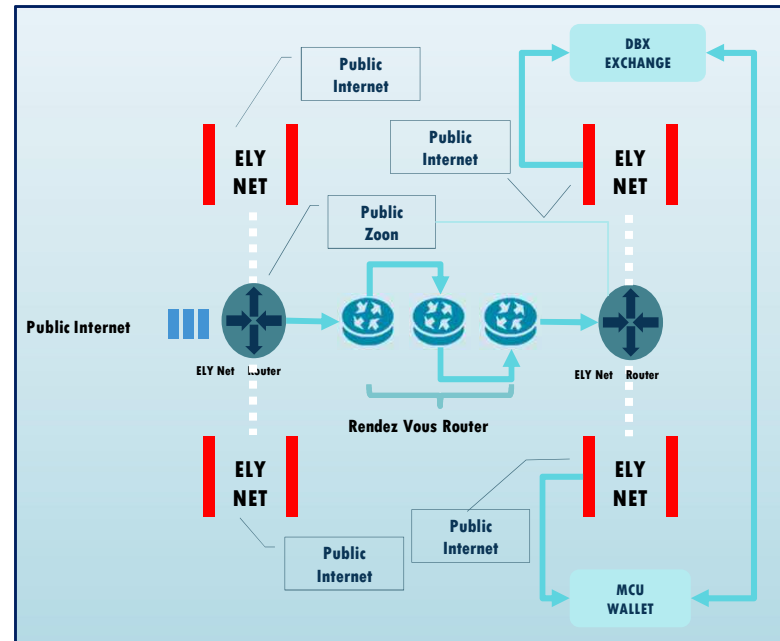 DBX
EXCHANGE
Public
Internet
Public
Internet
ELY
NET
ELY
NET
Public
Zoon
Public Internet
ELY Net Router
ELY Net Router
Rendez Vous Router
ELY
NET
ELY
NET
Public
Internet
Public
Internet
MCU
WALLET